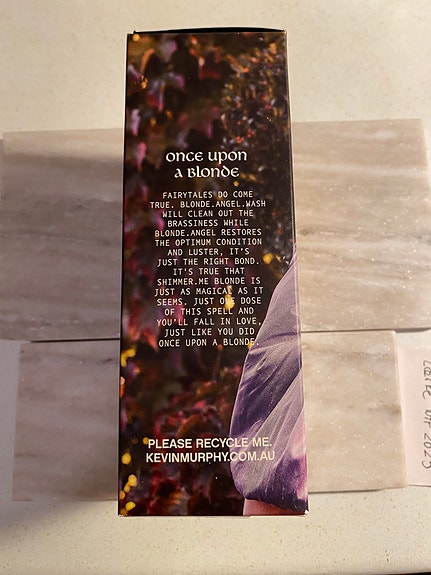 once upon
a blonde
FAIRYTALES DO COME
TRUE. BLONDE.ANGEL.WASH
WILL CLEAN OUT THE
BRASSINESS WHILE
BLONDE.ANGEL RESTORES
THE OPTIMUM CONDITION
AND LUSTER, IT'S
JUST THE RIGHT BOND.
IT'S TRUE THAT
SHIMMER.ME BLONDE IS
JUST AS MAGICAL AS IT
SEEMS. JUST ONE DOSE
OF THIS SPELL AND
YOU'LL FALL IN LOVE,
JUST LIKE YOU DID
ONCE UPON A BLONDE.
PLEASE RECYCLE ME.
KEVINMURPHY.COM.AU
2023